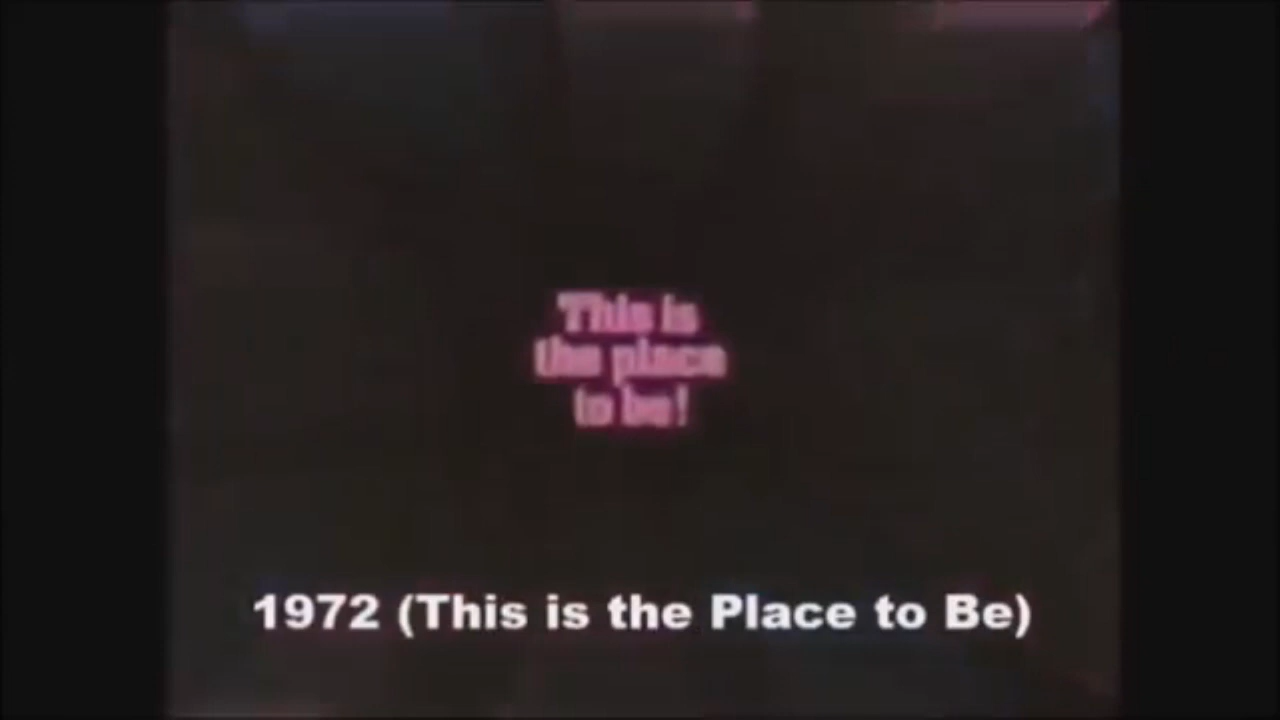 This is
the place
to be!
1972 (This is the Place to Be)